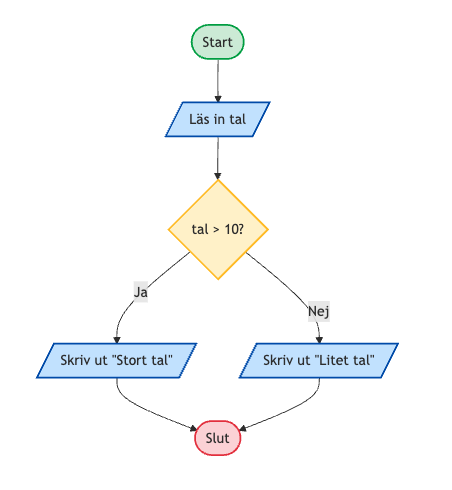 Start
Läs in tal
tal > 10?
Ja
Nej
Skriv ut "Stort tal"
Skriv ut "Litet tal"
Slut